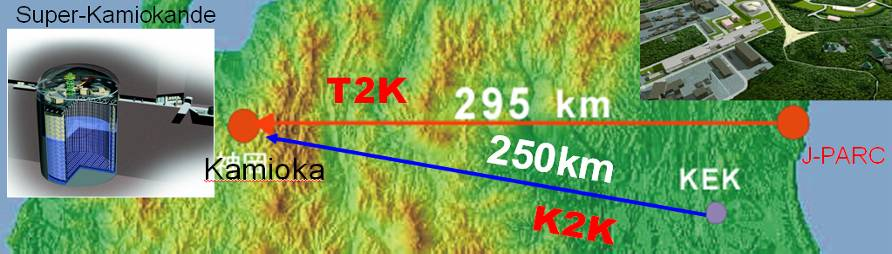 Super-Kamiokande
T2K
295 km
Kamioka
250km
J-PARC
KEK
K2K